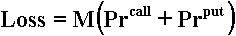 Loss = M(Pr^call + Pr^put)